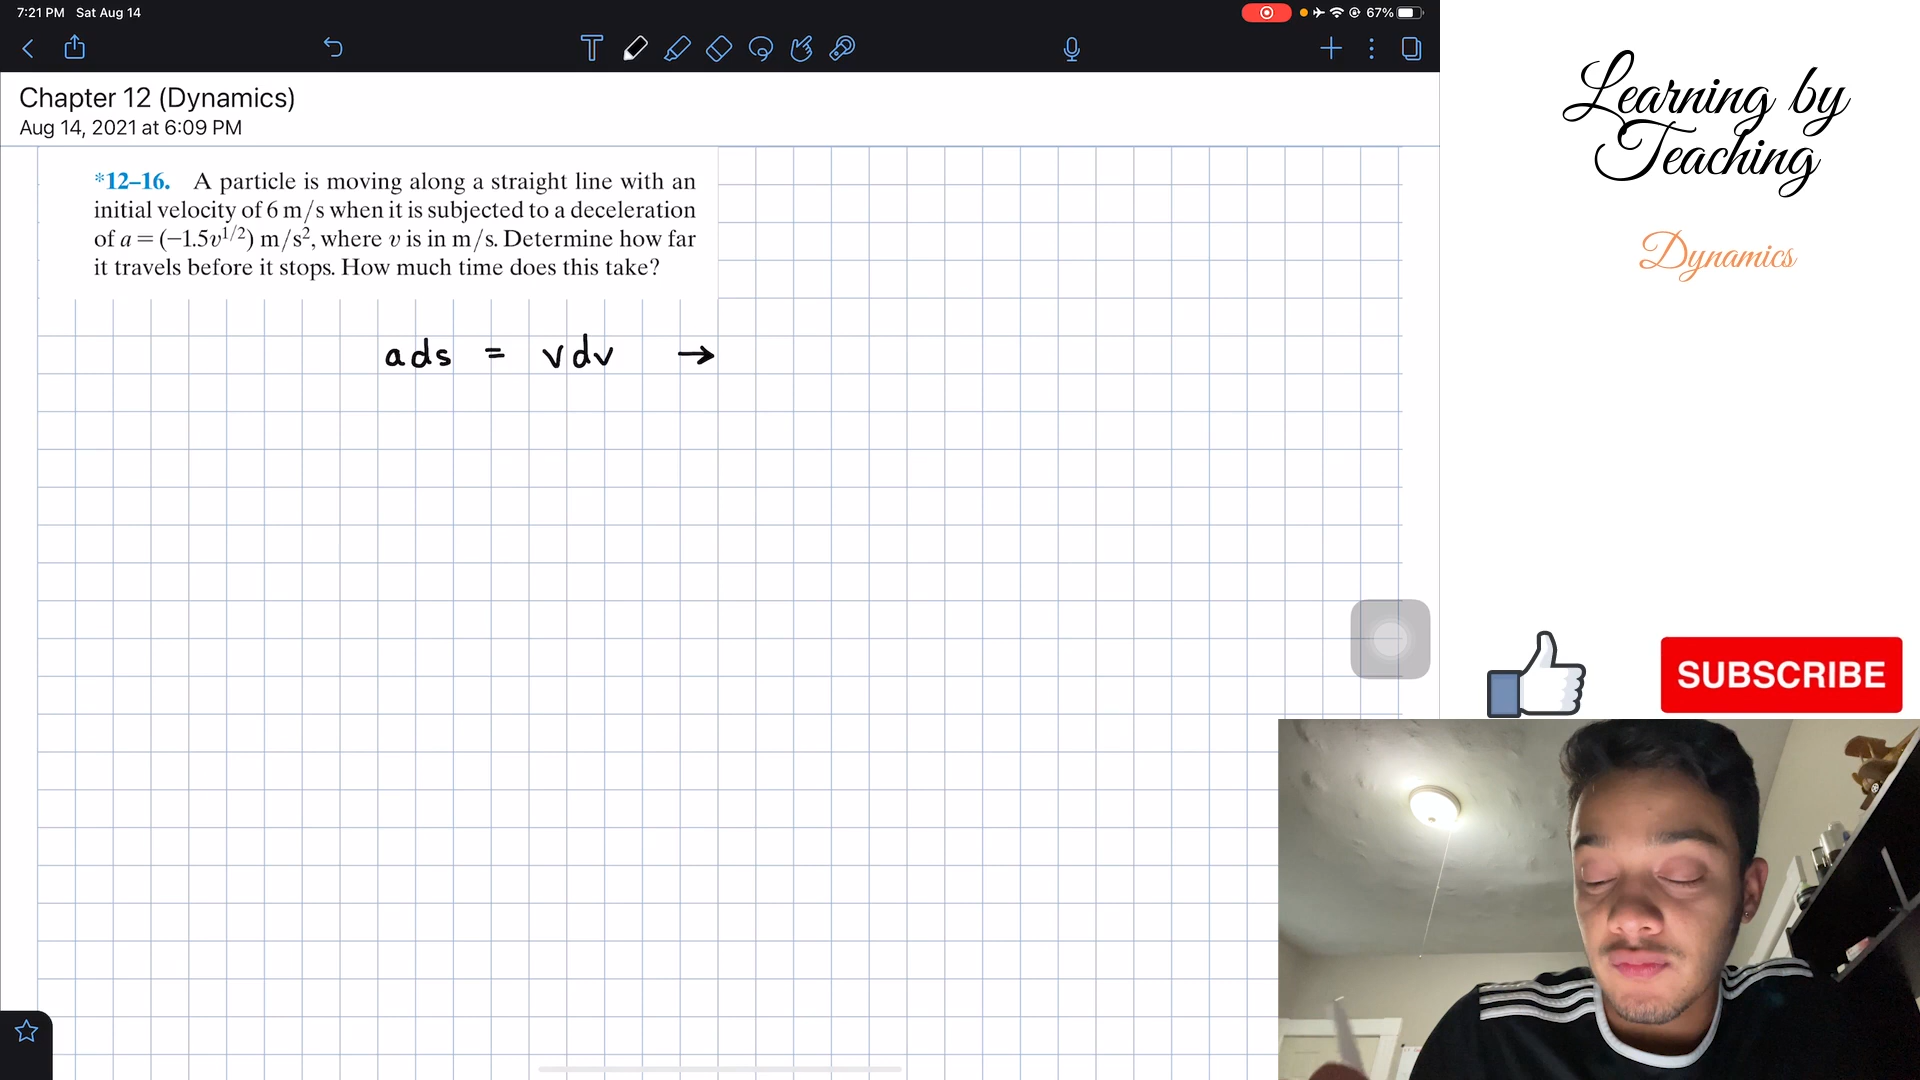 7:21 PM Sat Aug 14
67%
Chapter 12 (Dynamics)
Aug 14, 2021 at 6:09 PM
*12–16. A particle is moving along a straight line with an
initial velocity of 6 m/s when it is subjected to a deceleration
of a = (−1.5v^{1/2}) m/s², where v is in m/s. Determine how far
it travels before it stops. How much time does this take?
ads = vdv →
Learning by
Teaching
Dynamics
SUBSCRIBE